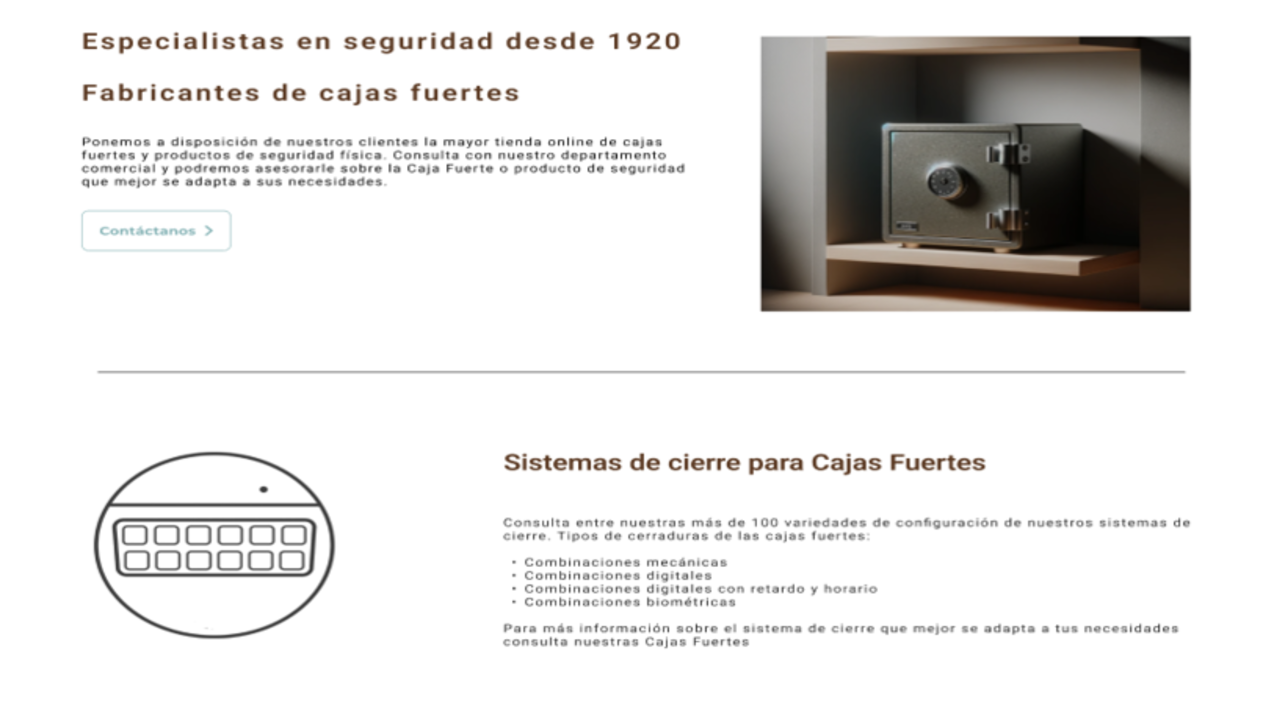 Especialistas en seguridad desde 1920
Fabricantes de cajas fuertes
Ponemos a disposición de nuestros clientes la mayor tienda online de cajas
fuertes y productos de seguridad física. Consulta con nuestro departamento
comercial y podremos asesorarle sobre la Caja Fuerte o producto de seguridad
que mejor se adapta a sus necesidades.
Contáctanos >
Sistemas de cierre para Cajas Fuertes
Consulta entre nuestras más de 100 variedades de configuración de nuestros sistemas de
cierre. Tipos de cerraduras de las cajas fuertes:
• Combinaciones mecánicas
• Combinaciones digitales
• Combinaciones digitales con retardo y horario
• Combinaciones biométricas
Para más información sobre el sistema de cierre que mejor se adapta a tus necesidades
consulta nuestras Cajas Fuertes